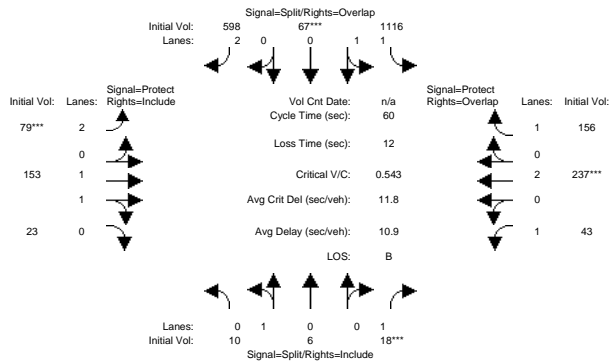 Signal=Split/Rights=Overlap
Initial Vol: 598 67*** 1116
Lanes: 2 0 0 1 1
Signal=Protect
Rights=Include
Initial Vol: Lanes:
Signal=Protect
Rights=Overlap
Lanes: Initial Vol:
Vol Cnt Date: n/a
Cycle Time (sec): 60
79*** 2
1 156
0
Loss Time (sec): 12
0
153 1
Critical V/C: 0.543
2 237***
1
Avg Crit Del (sec/veh): 11.8
0
23 0
Avg Delay (sec/veh): 10.9
1 43
LOS: B
Lanes: 0 1 0 0 1
Initial Vol: 10 6 18***
Signal=Split/Rights=Include